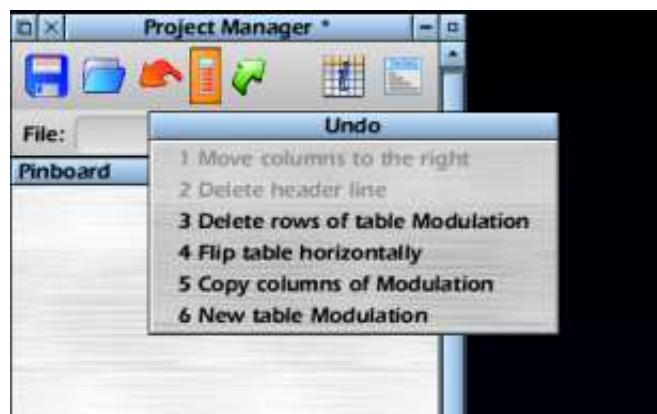 Project Manager *
File:
Undo
Pinboard
1 Move columns to the right
2 Delete header line
3 Delete rows of table Modulation
4 Flip table horizontally
5 Copy columns of Modulation
6 New table Modulation